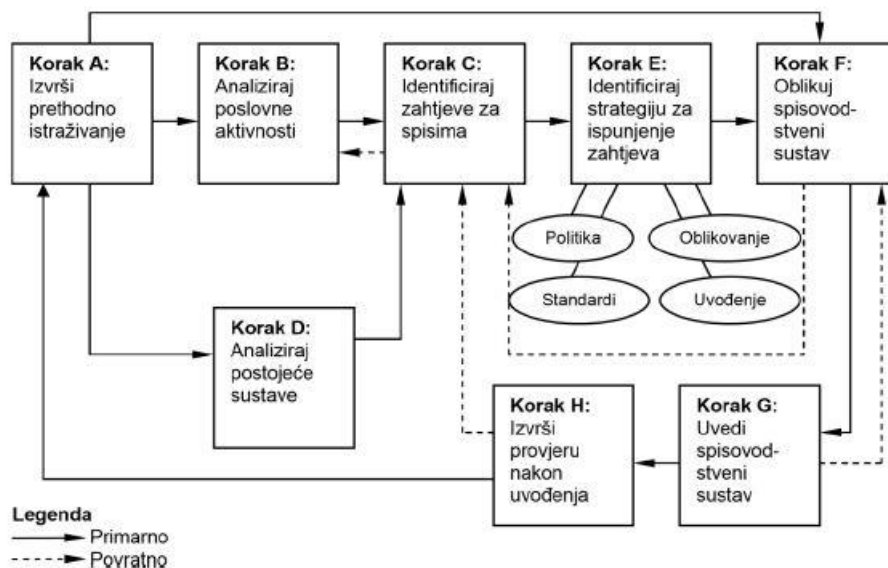 Korak A:
Izvrši
prethodno
istraživanje
Korak B:
Analiziraj
poslovne
aktivnosti
Korak C:
Identificiraj
zahtjeve za
spisima
Korak E:
Identificiraj
strategiju za
ispunjenje
zahtjeva
Korak F:
Oblikuj
spisovod-
stveni
sustav
Politika
Oblikovanje
Standardi
Uvođenje
Korak D:
Analiziraj
postojeće
sustave
Korak H:
Izvrši
provjeru
nakon
uvođenja
Korak G:
Uvedi
spisovod-
stveni
sustav
Legenda
Primarno
Povratno